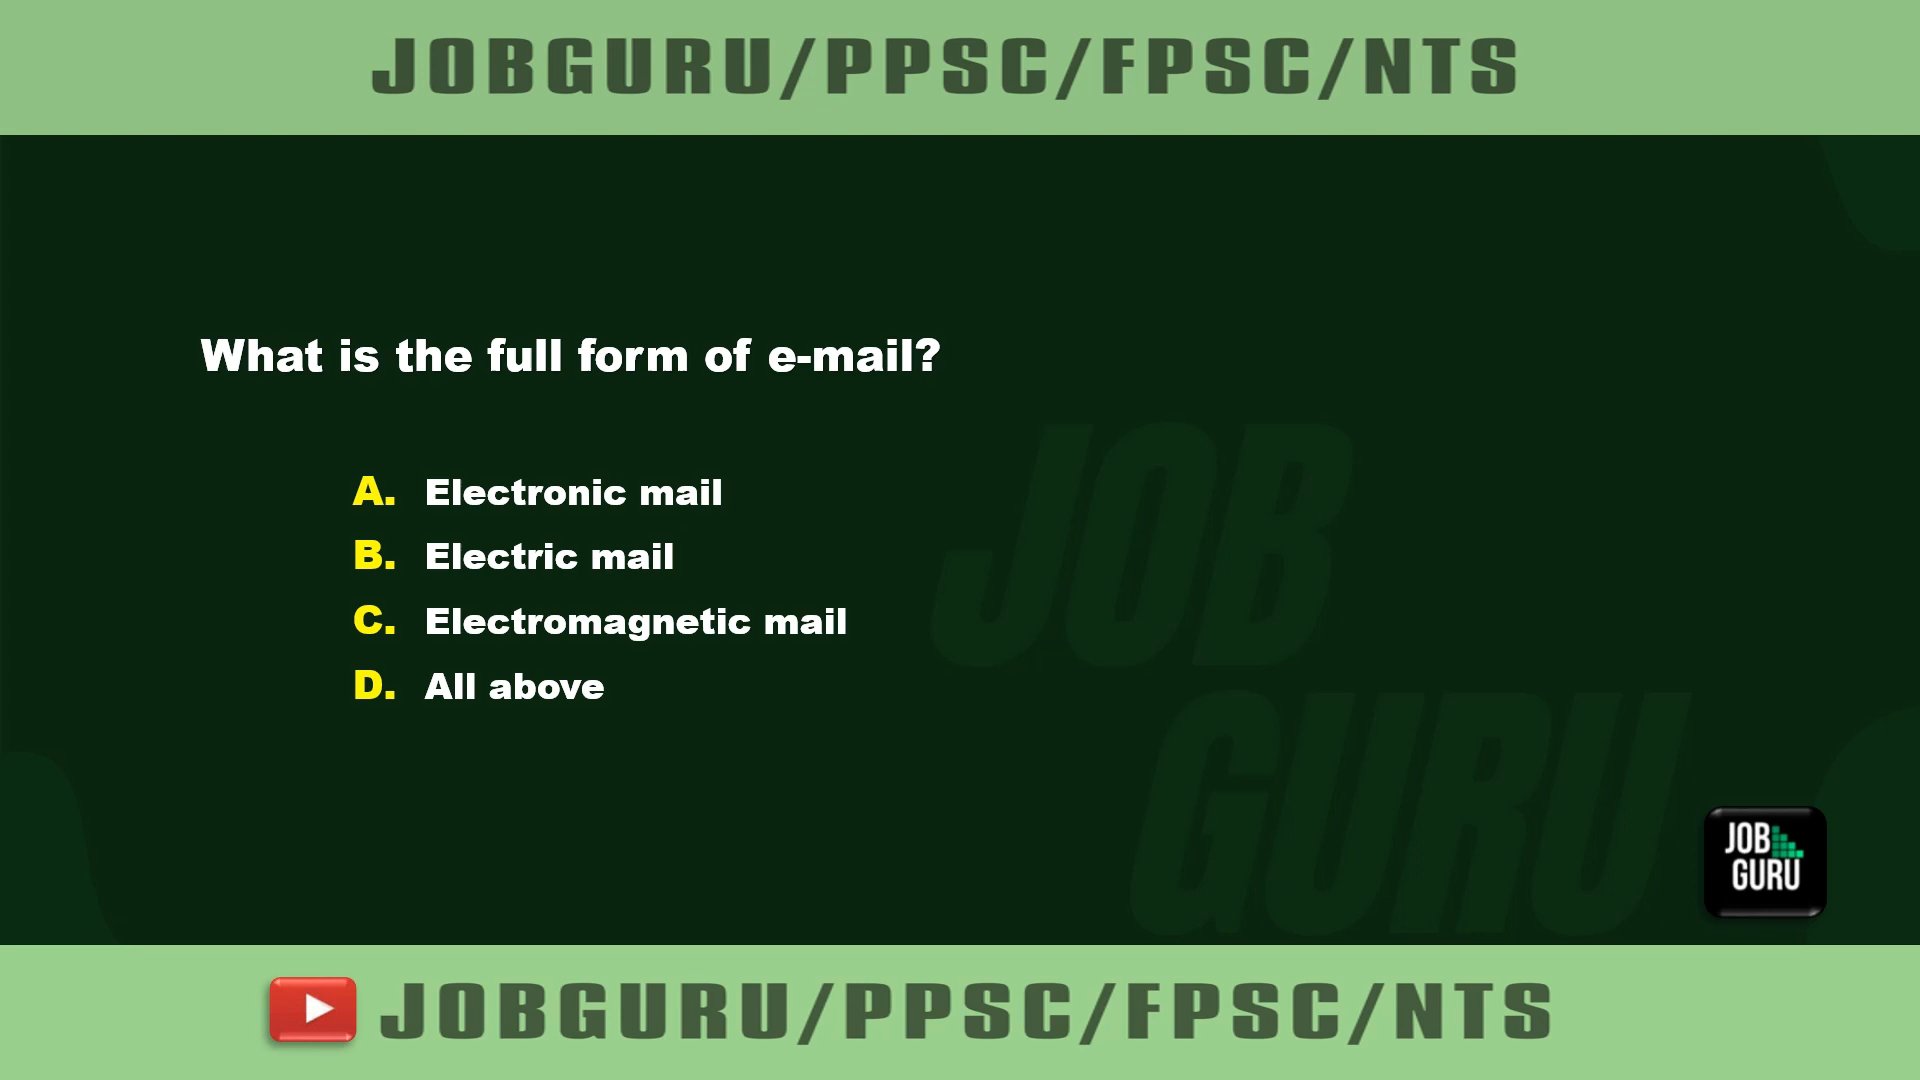 JOBGURU/PPSC/FPSC/NTS
What is the full form of e-mail?
A. Electronic mail
B. Electric mail
C. Electromagnetic mail
D. All above
JOB
GURU
JOB
GURU
JOBGURU/PPSC/FPSC/NTS